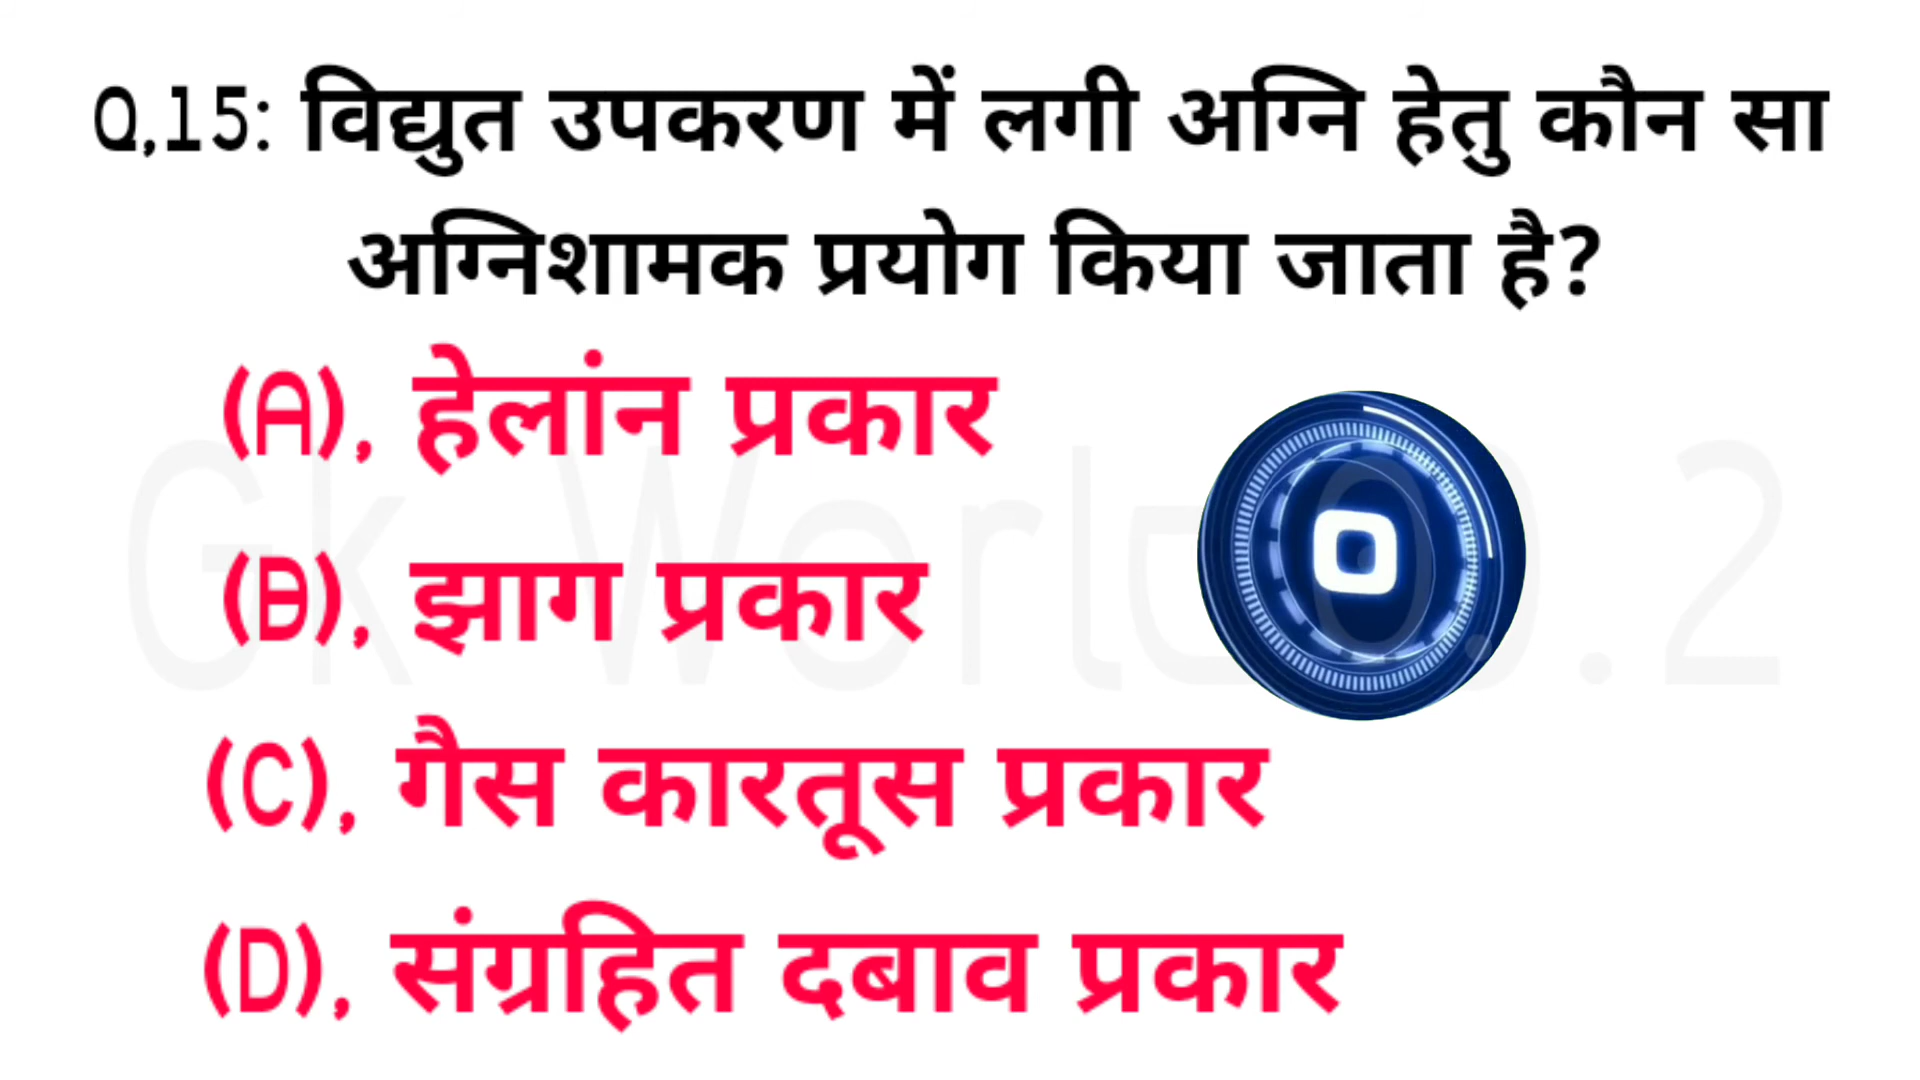 Q,15: विद्युत उपकरण में लगी अग्नि हेतु कौन सा
अग्निशामक प्रयोग किया जाता है?
(A), हेलांन प्रकार
(B), झाग प्रकार
(C), गैस कारतूस प्रकार
(D), संग्रहित दबाव प्रकार